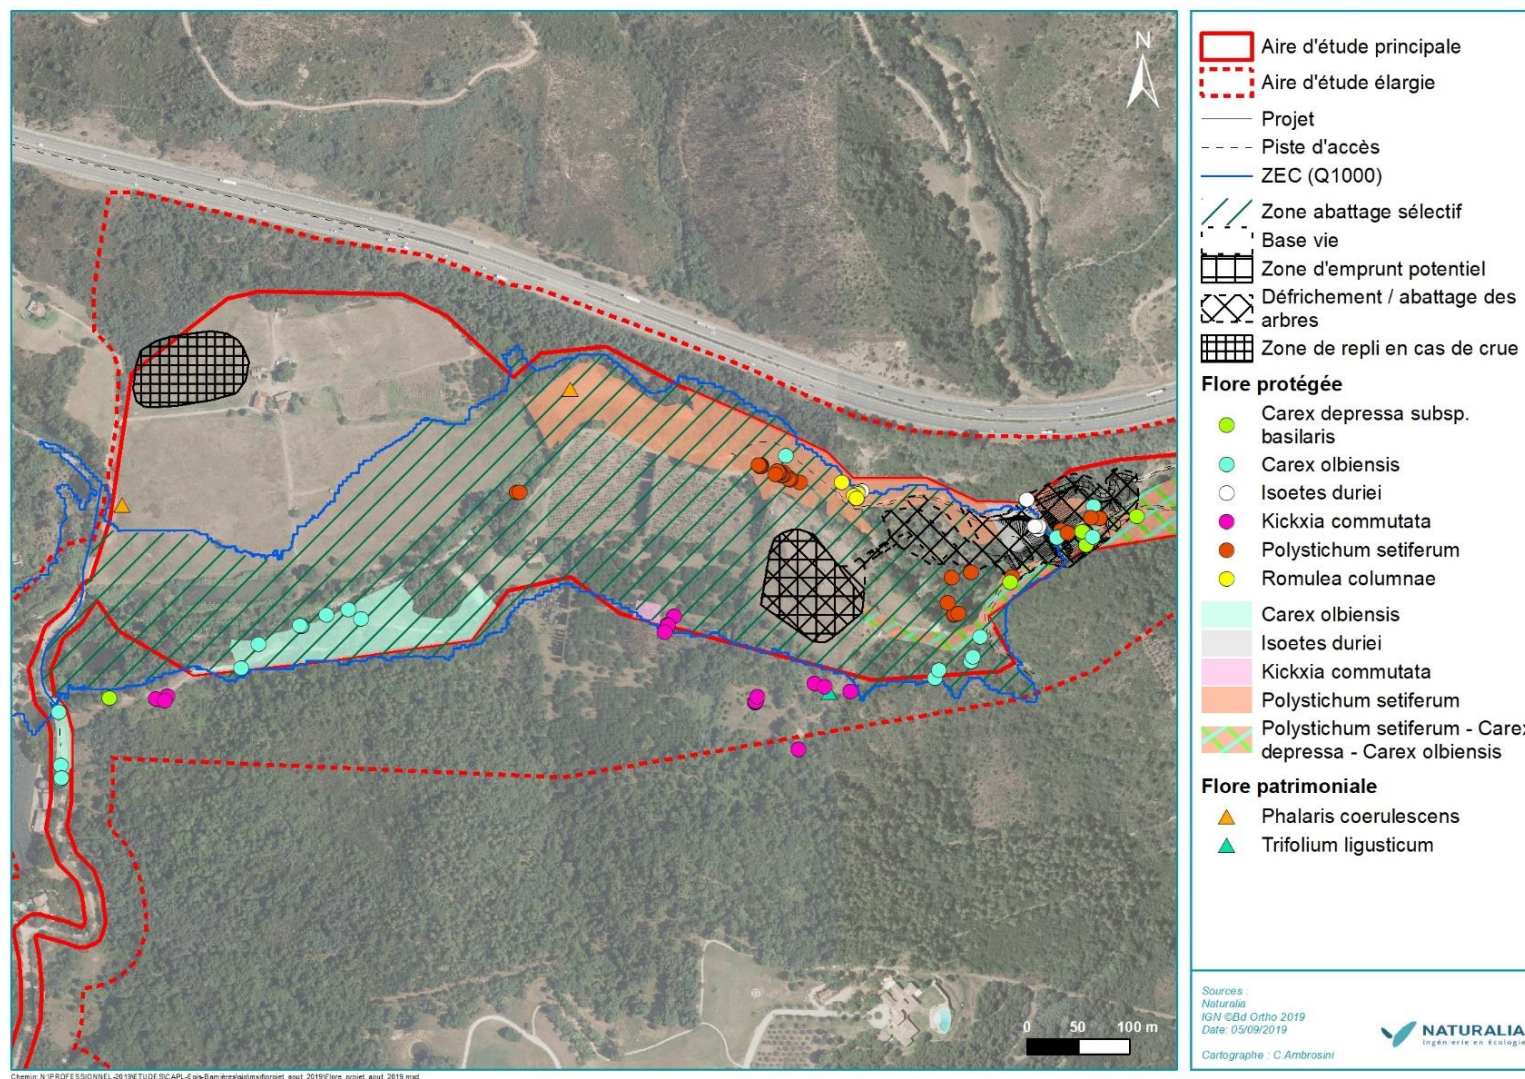 N
0 50 100 m
Aire d'étude principale
Aire d'étude élargie
Projet
Piste d'accès
ZEC (Q1000)
Zone abattage sélectif
Base vie
Zone d'emprunt potentiel
Défrichement / abattage des
arbres
Zone de repli en cas de crue
Flore protégée
Carex depressa subsp.
basilaris
Carex olbiensis
Isoetes duriei
Kickxia commutata
Polystichum setiferum
Romulea columnae
Carex olbiensis
Isoetes duriei
Kickxia commutata
Polystichum setiferum
Polystichum setiferum - Carex
depressa - Carex olbiensis
Flore patrimoniale
Phalaris coerulescens
Trifolium ligusticum
Sources :
Naturalia
IGN ©Bd Ortho 2019
Date: 05/09/2019
Cartographe : C.Ambrosini
NATURALIA
Ingénierie en écologie